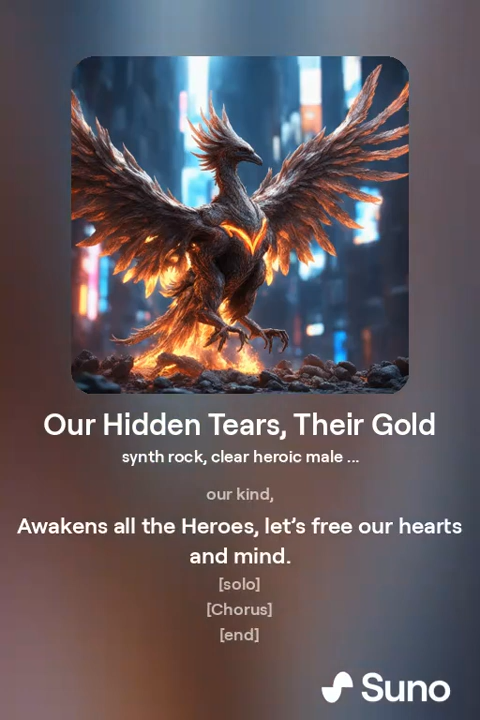 Our Hidden Tears, Their Gold
synth rock, clear heroic male ...
our kind,
Awakens all the Heroes, let’s free our hearts
and mind.
[solo]
[Chorus]
[end]
Suno